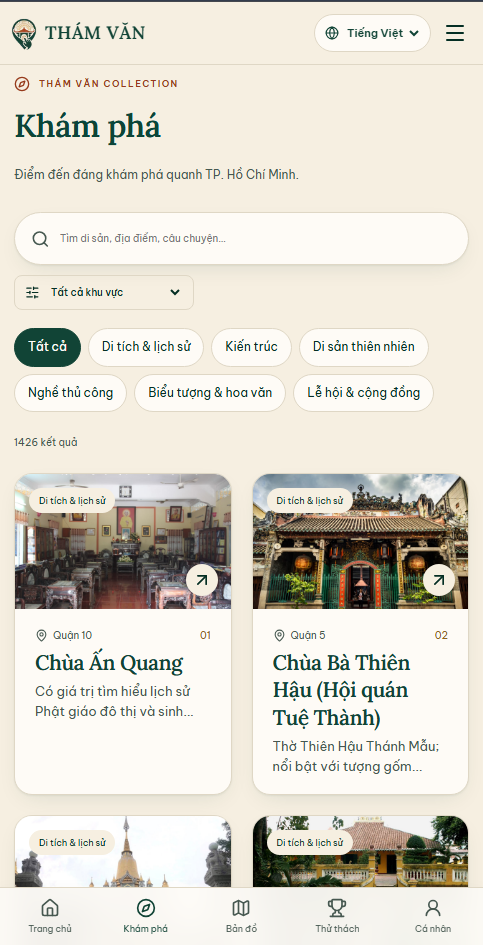 THÁM VĂN
Tiếng Việt
THÁM VĂN COLLECTION
Khám phá
Điểm đến đáng khám phá quanh TP. Hồ Chí Minh.
Tìm di sản, địa điểm, câu chuyện...
Tất cả khu vực
Tất cả
Di tích & lịch sử
Kiến trúc
Di sản thiên nhiên
Nghề thủ công
Biểu tượng & hoa văn
Lễ hội & cộng đồng
1426 kết quả
Di tích & lịch sử
Quận 10
01
Chùa Ấn Quang
Có giá trị tìm hiểu lịch sử
Phật giáo đô thị và sinh...
Di tích & lịch sử
Quận 5
02
Chùa Bà Thiên
Hậu (Hội quán
Tuệ Thành)
Thờ Thiên Hậu Thánh Mẫu;
nổi bật với tượng gốm...
Di tích & lịch sử
Di tích & lịch sử
Trang chủ
Khám phá
Bản đồ
Thử thách
Cá nhân